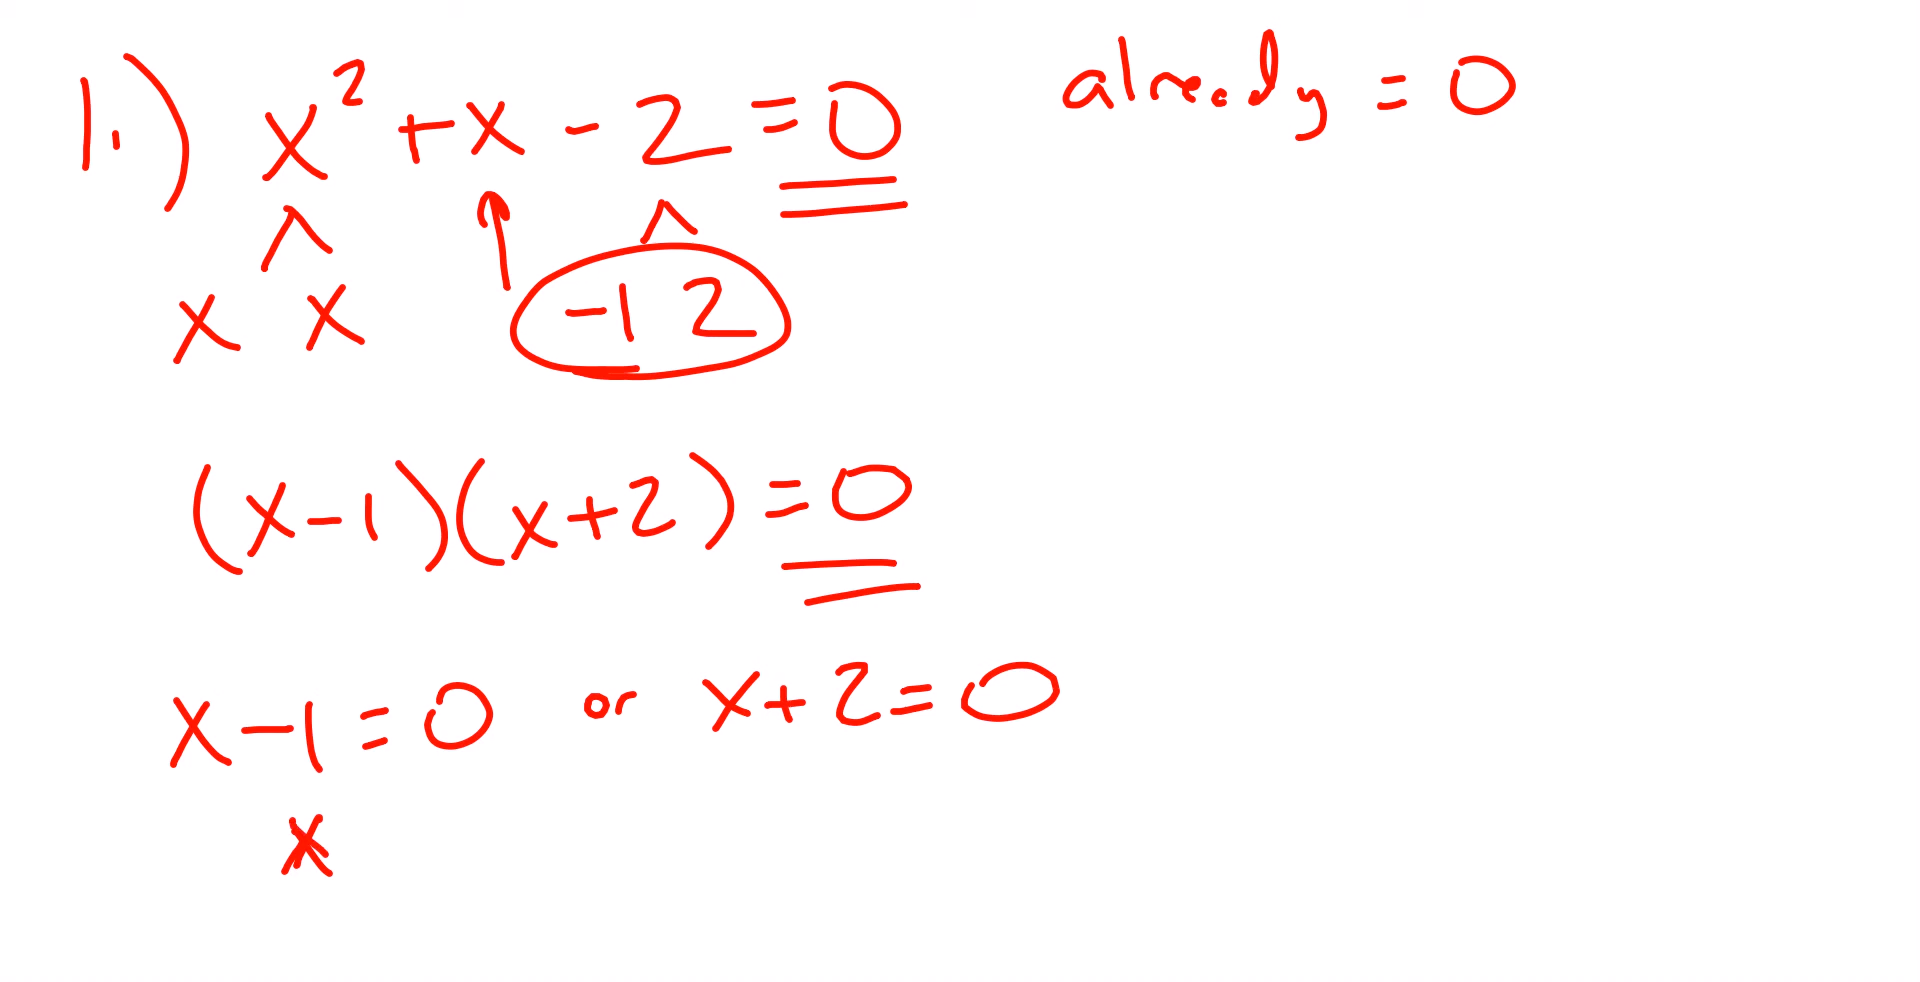 1.) x² + x - 2 = 0 already = 0
x x -1 2
(x-1)(x+2) = 0
x - 1 = 0 or x + 2 = 0
x